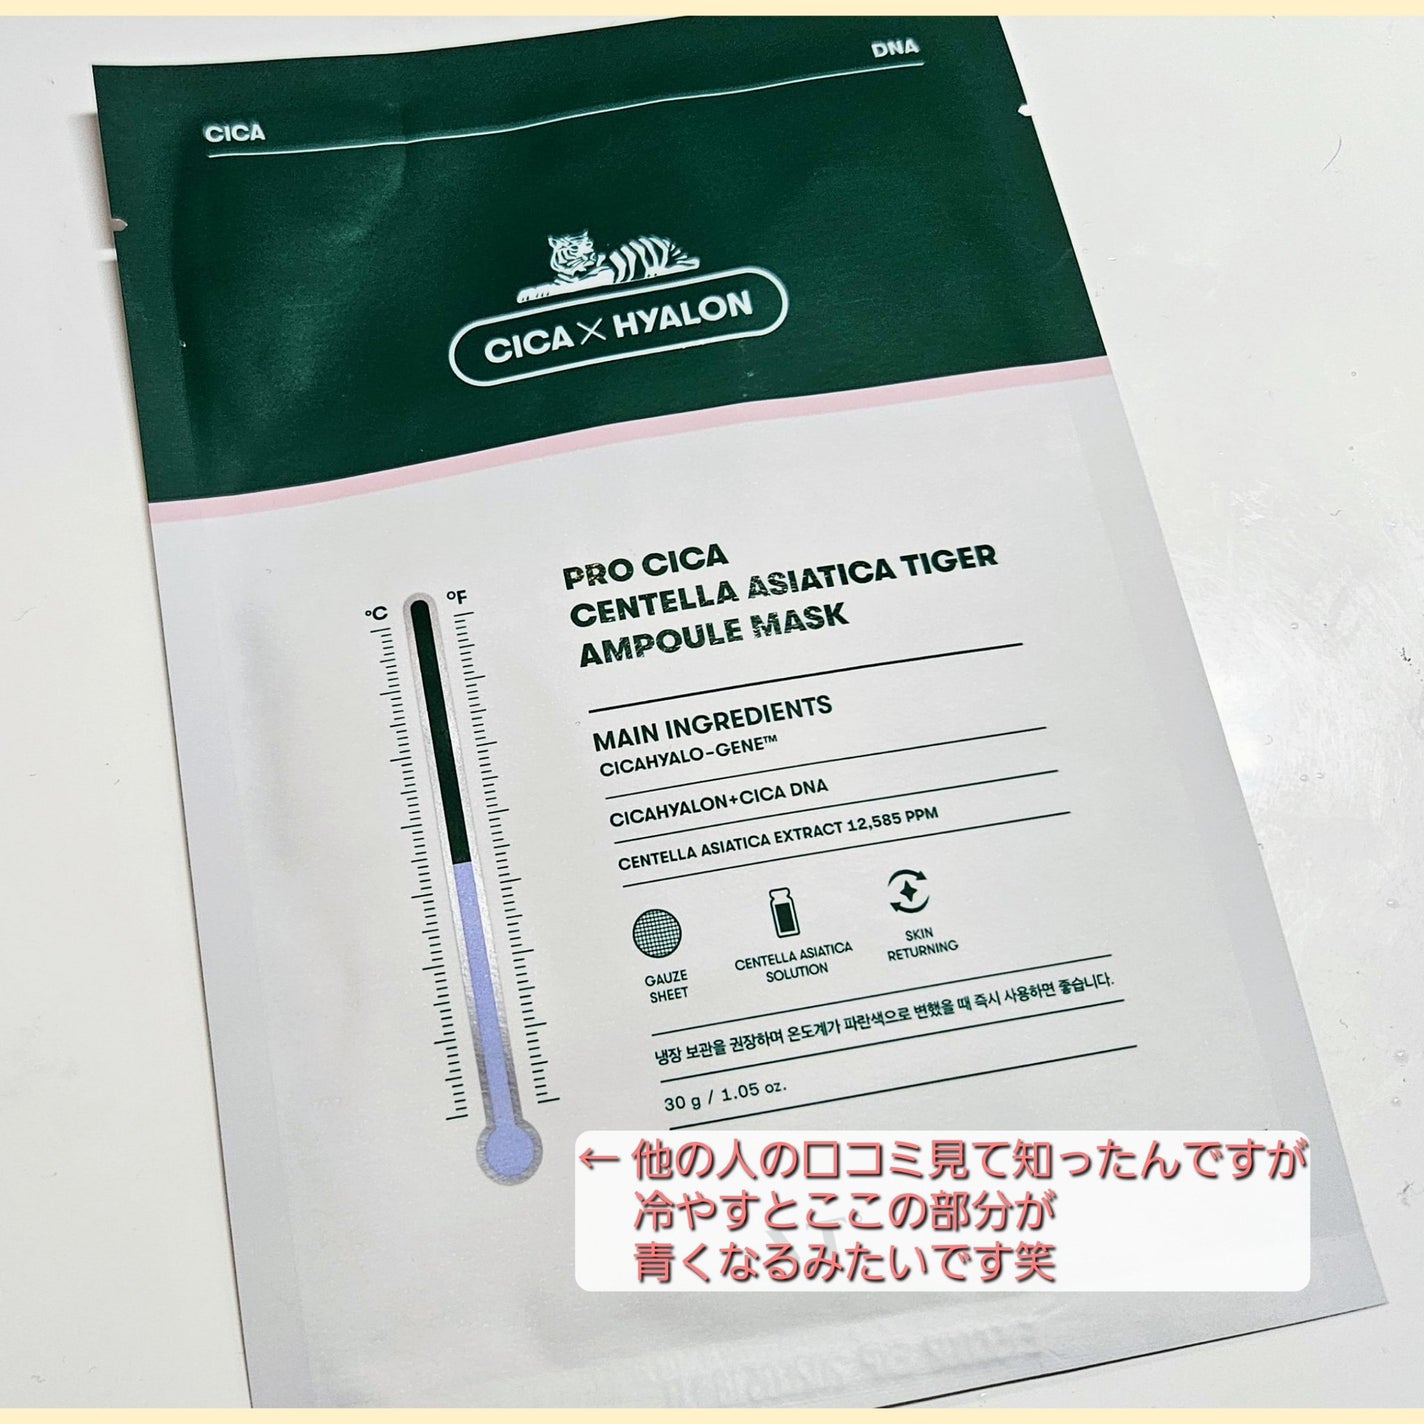 CICA
DNA
CICA × HYALON
PRO CICA
CENTELLA ASIATICA TIGER
AMPOULE MASK
°C
°F
MAIN INGREDIENTS
CICAHYALO-GENE™
CICAHYALON+CICA DNA
CENTELLA ASIATICA EXTRACT 12,585 PPM
GAUZE
SHEET
CENTELLA ASIATICA
SOLUTION
SKIN
RETURNING
냉장 보관을 권장하며 온도계가 파란색으로 변했을 때 즉시 사용하면 좋습니다.
30 g / 1.05 oz.
← 他の人の口コミ見て知ったんですが
冷やすとここの部分が
青くなるみたいです笑